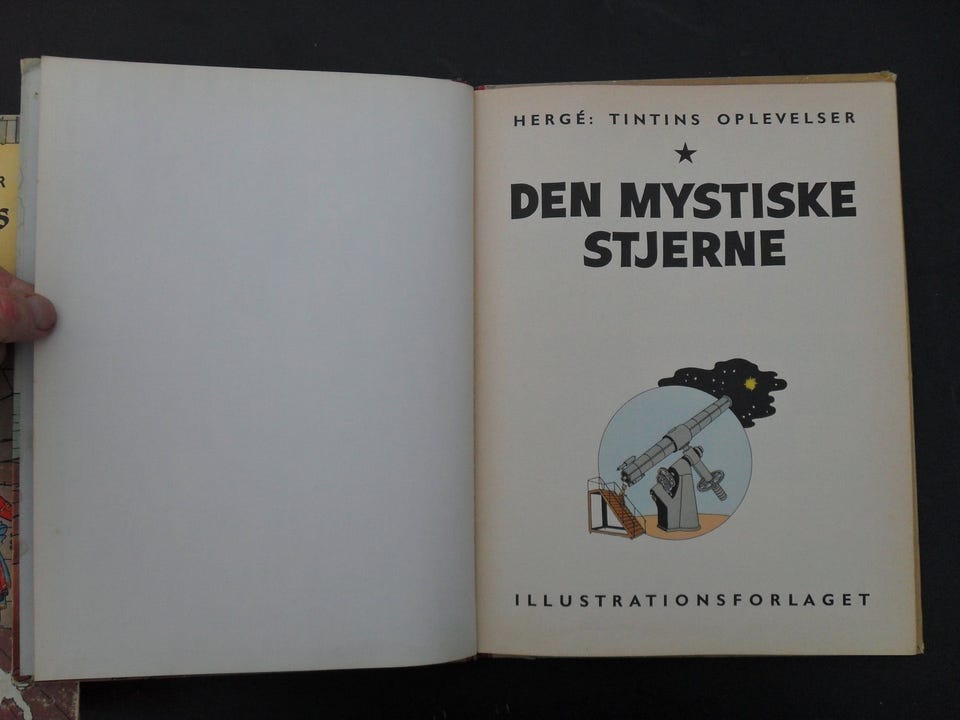 HERGÉ: TINTINS OPLEVELSER
DEN MYSTISKE
STJERNE
ILLUSTRATIONSFORLAGET